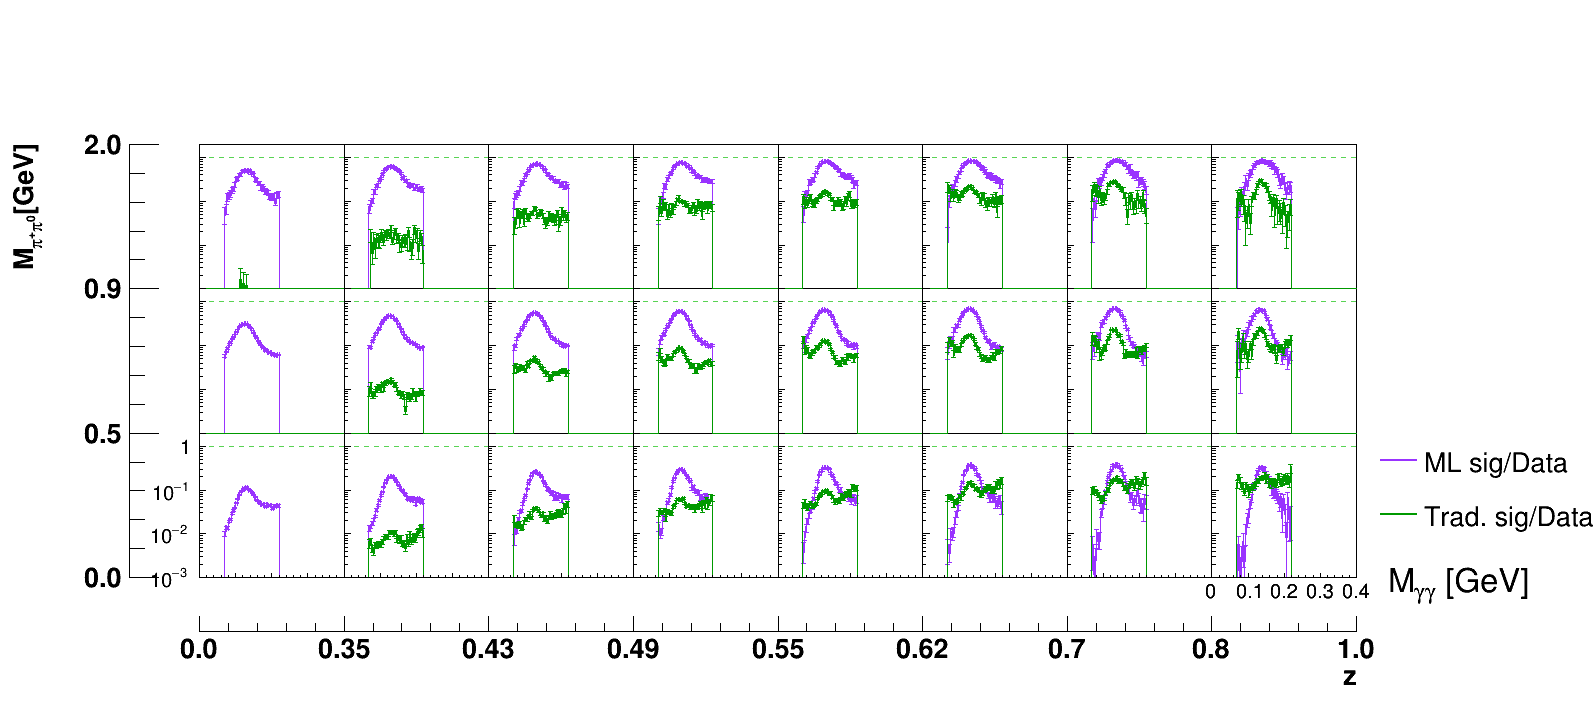 M_{π⁺π⁰}[GeV]
2.0
0.9
0.5
0.0
1
10⁻¹
10⁻²
10⁻³
ML sig/Data
Trad. sig/Data
M_{γγ} [GeV]
0 0.1 0.2 0.3 0.4
0.0 0.35 0.43 0.49 0.55 0.62 0.7 0.8 1.0
z